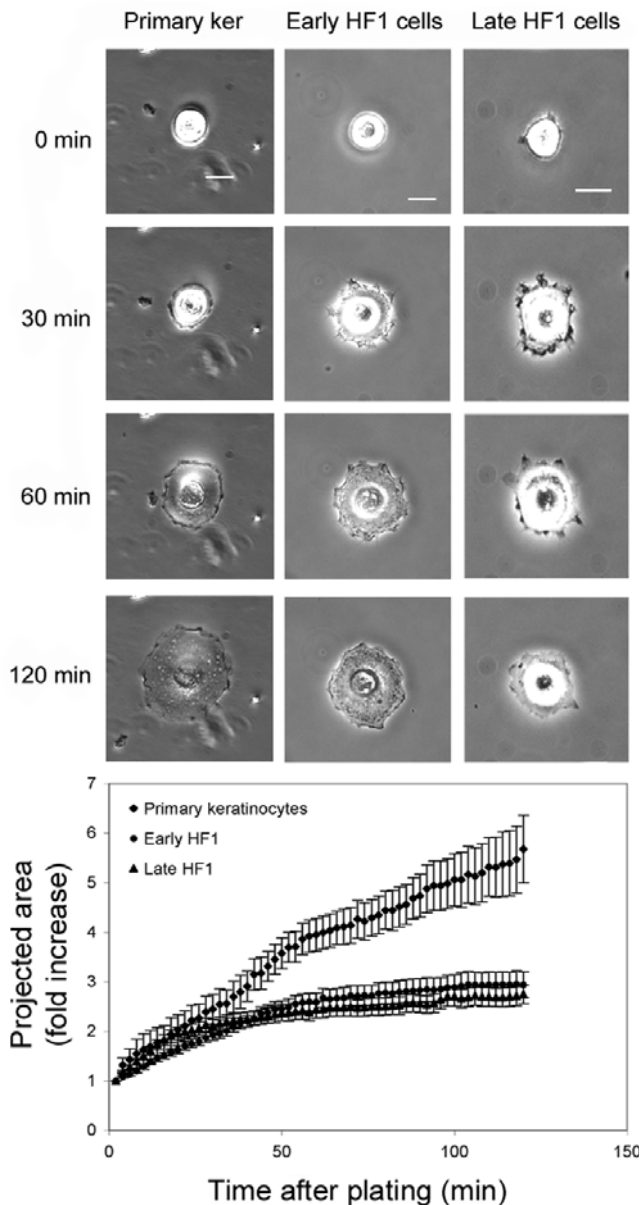 Primary ker Early HF1 cells Late HF1 cells
0 min
30 min
60 min
120 min
7
6
5
4
3
2
1
0
Primary keratinocytes
Early HF1
Late HF1
Projected area
(fold increase)
0 50 100 150
Time after plating (min)